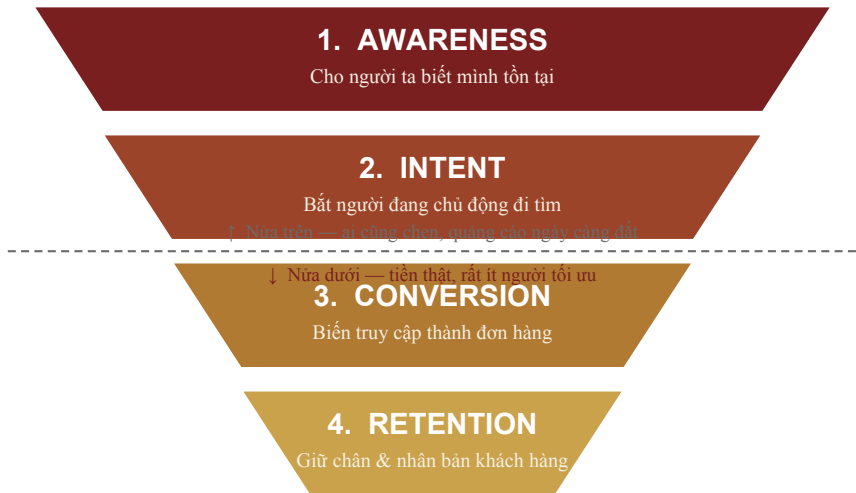 1. AWARENESS
Cho người ta biết mình tồn tại
2. INTENT
Bắt người đang chủ động đi tìm
↑ Nửa trên — ai cũng chen, quảng cáo ngày càng đắt
↓ Nửa dưới — tiền thật, rất ít người tối ưu
3. CONVERSION
Biến truy cập thành đơn hàng
4. RETENTION
Giữ chân & nhân bản khách hàng